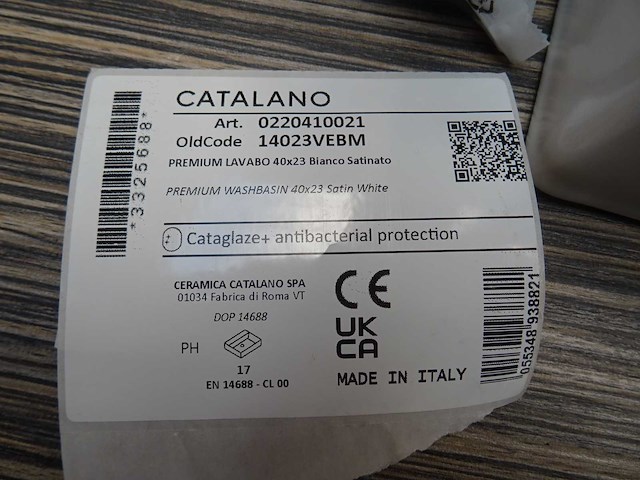 CATALANO
Art. 0220410021
OldCode 14023VEBM
PREMIUM LAVABO 40x23 Bianco Satinato
PREMIUM WASHBASIN 40x23 Satin White
*3325688*
Cataglaze+ antibacterial protection
CERAMICA CATALANO SPA
01034 Fabrica di Roma VT
DOP 14688
PH
17
EN 14688 - CL 00
CE
UK
CA
MADE IN ITALY
055348 938821